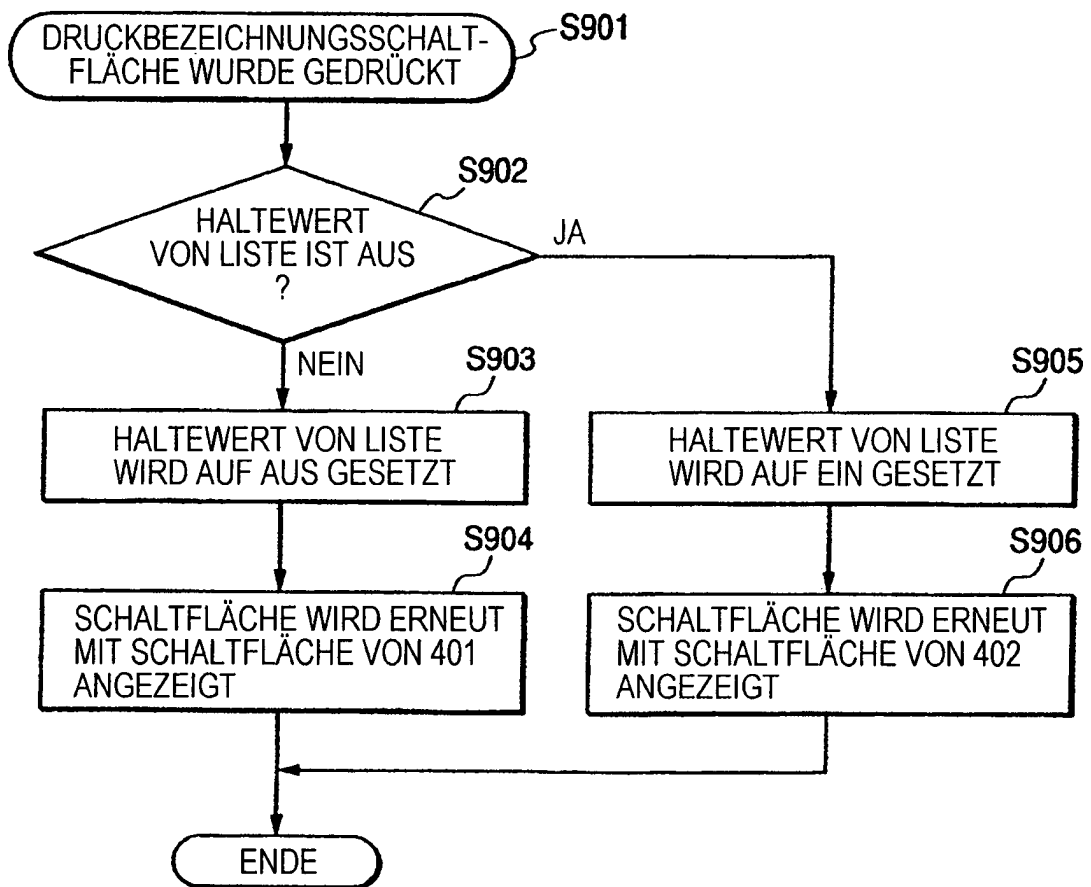 DRUCKBEZEICHNUNGSSCHALT-
FLÄCHE WURDE GEDRÜCKT
S901
S902
HALTEWERT
VON LISTE IST AUS
?
JA
NEIN
S903
HALTEWERT VON LISTE
WIRD AUF AUS GESETZT
S905
HALTEWERT VON LISTE
WIRD AUF EIN GESETZT
S904
SCHALTFLÄCHE WIRD ERNEUT
MIT SCHALTFLÄCHE VON 401
ANGEZEIGT
S906
SCHALTFLÄCHE WIRD ERNEUT
MIT SCHALTFLÄCHE VON 402
ANGEZEIGT
ENDE